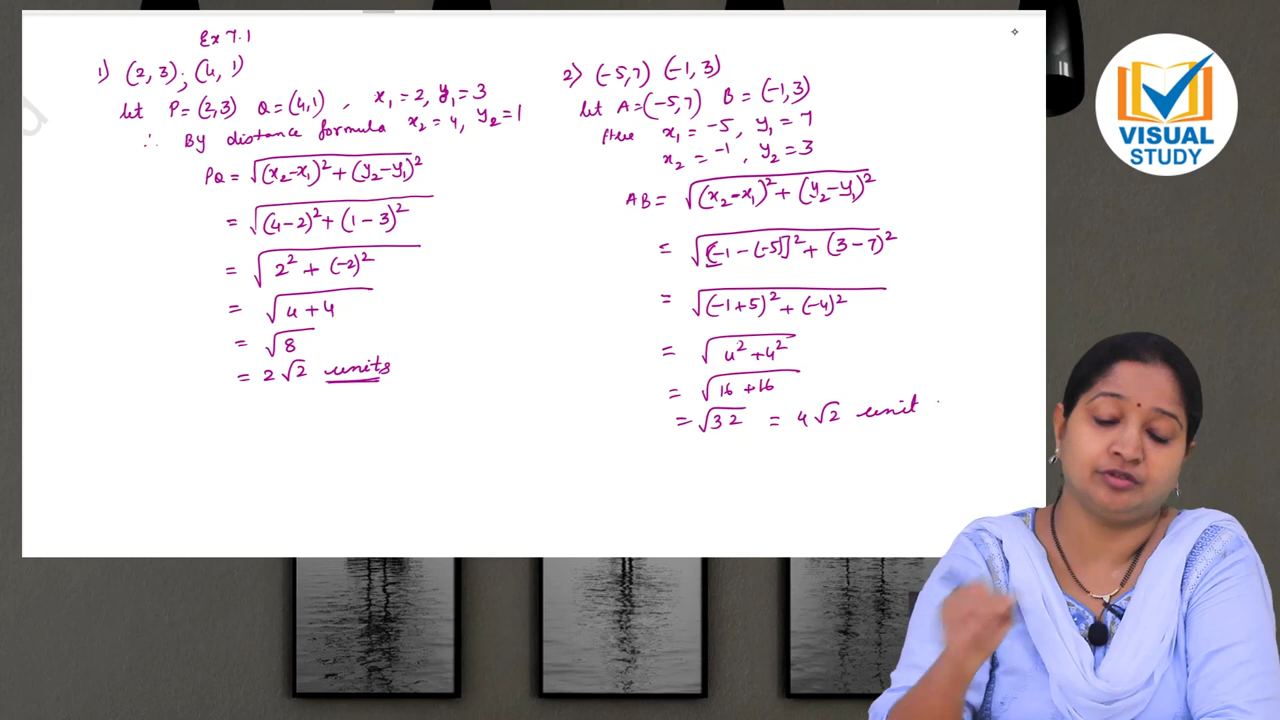 Ex 7.1
1) (2, 3); (4, 1)
let P = (2,3) Q = (4,1) , x₁ = 2, y₁ = 3
∴ By distance formula x₂ = 4, y₂ = 1
PQ = √(x₂-x₁)² + (y₂-y₁)²
= √(4-2)² + (1-3)²
= √2² + (-2)²
= √4+4
= √8
= 2√2 units
2) (-5,7) (-1,3)
let A = (-5,7) B = (-1,3)
Here x₁ = -5, y₁ = 7
x₂ = -1, y₂ = 3
AB = √(x₂-x₁)² + (y₂-y₁)²
= √[-1-(-5)]² + (3-7)²
= √(-1+5)² + (-4)²
= √4² + 4²
= √16 + 16
= √32 = 4√2 unit
VISUAL
STUDY